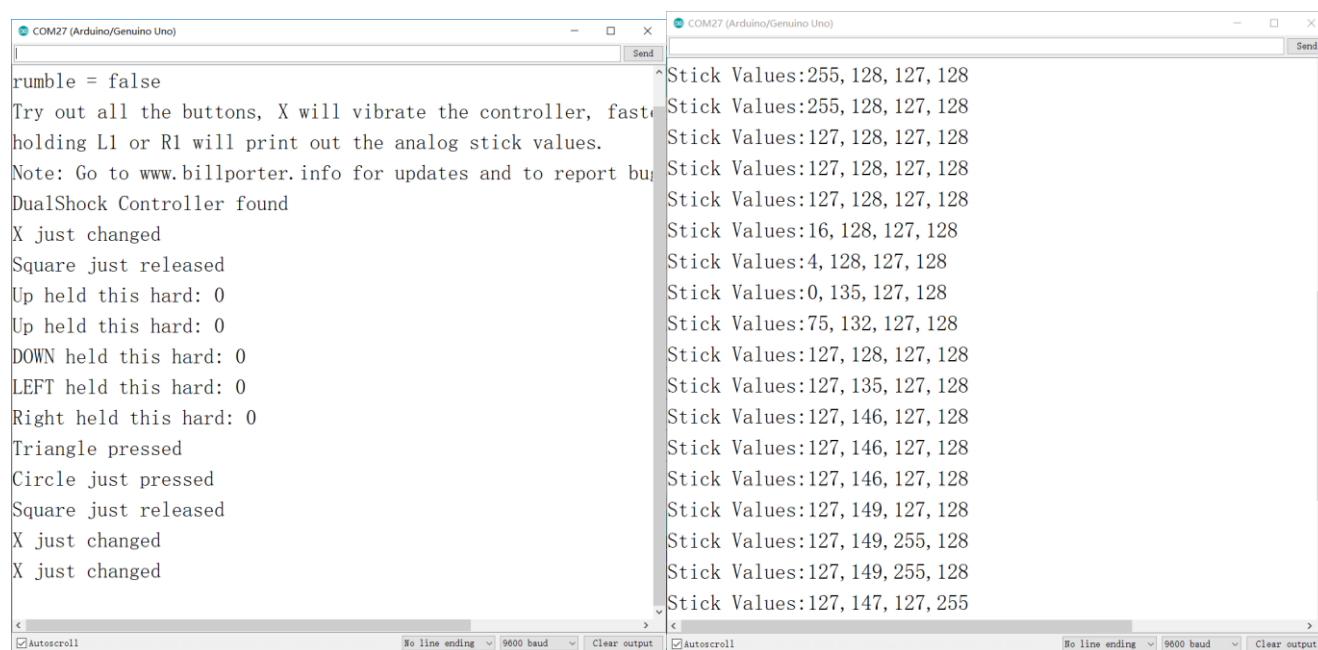 COM27 (Arduino/Genuino Uno)
Send
rumble = false
Try out all the buttons, X will vibrate the controller,
holding L1 or R1 will print out the analog stick values.
Note: Go to www.billporter.info for updates and to report
DualShock Controller found
X just changed
Square just released
Up held this hard: 0
Up held this hard: 0
DOWN held this hard: 0
LEFT held this hard: 0
Right held this hard: 0
Triangle pressed
Circle just pressed
Square just released
X just changed
X just changed
Autoscroll
No line ending
9600 baud
Clear output
COM27 (Arduino/Genuino Uno)
Send
Stick Values:255,128,127,128
Stick Values:255,128,127,128
Stick Values:127,128,127,128
Stick Values:127,128,127,128
Stick Values:127,128,127,128
Stick Values:16,128,127,128
Stick Values:4,128,127,128
Stick Values:0,135,127,128
Stick Values:75,132,127,128
Stick Values:127,128,127,128
Stick Values:127,135,127,128
Stick Values:127,146,127,128
Stick Values:127,146,127,128
Stick Values:127,146,127,128
Stick Values:127,149,127,128
Stick Values:127,149,255,128
Stick Values:127,149,255,128
Stick Values:127,147,127,255
Autoscroll
No line ending
9600 baud
Clear output